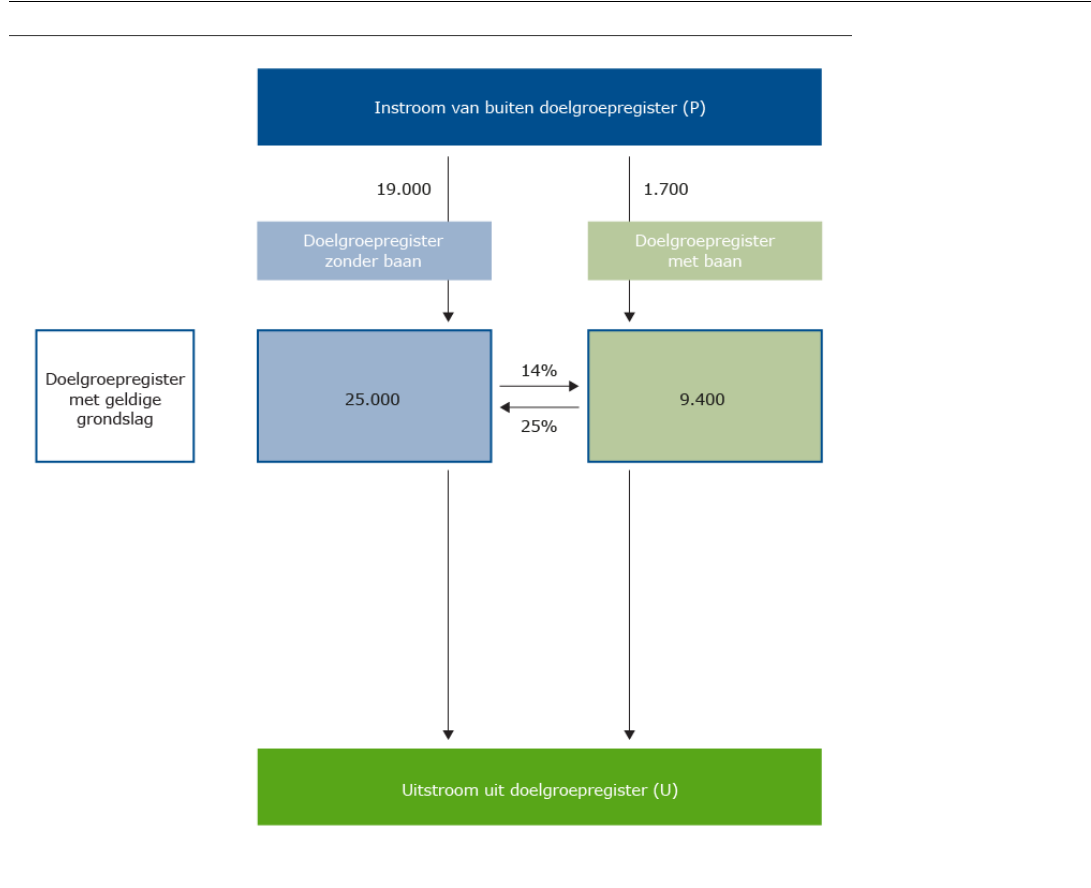 Instroom van buiten doelgroepregister (P)
19.000
1.700
Doelgroepregister
zonder baan
Doelgroepregister
met baan
Doelgroepregister
met geldige
grondslag
25.000
14%
25%
9.400
Uitstroom uit doelgroepregister (U)